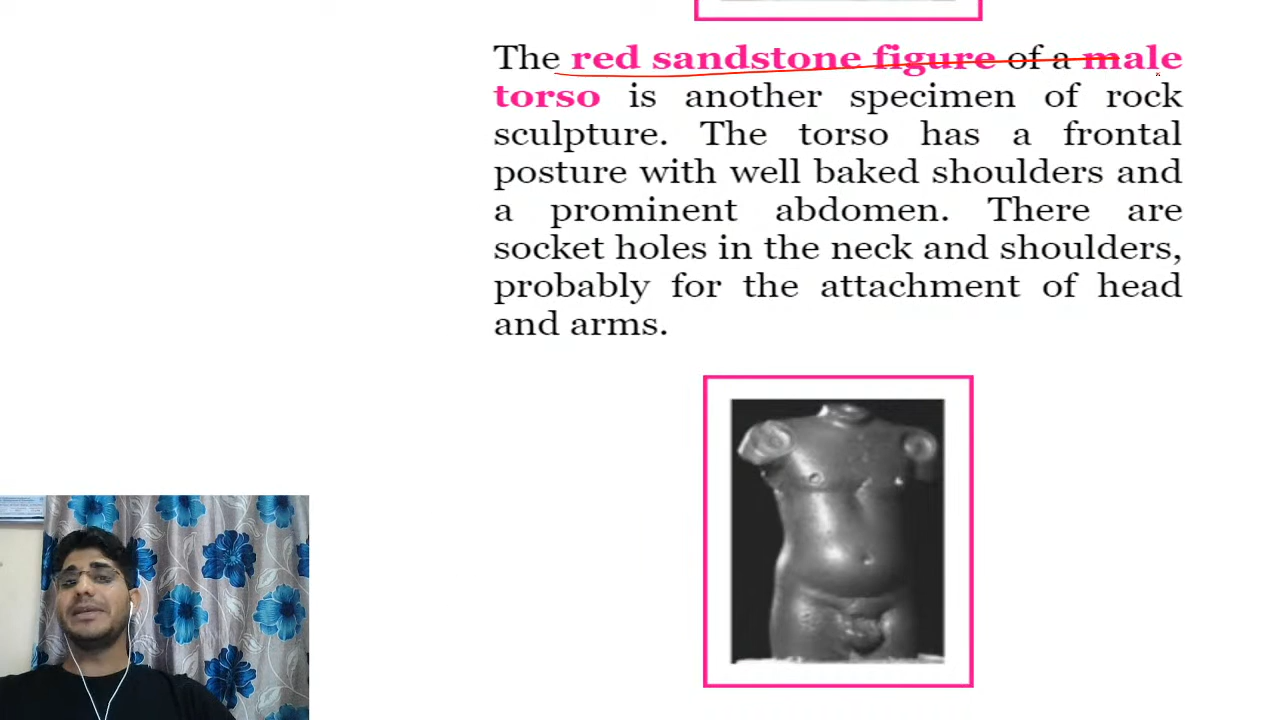 The red sandstone figure of a male
torso is another specimen of rock
sculpture. The torso has a frontal
posture with well baked shoulders and
a prominent abdomen. There are
socket holes in the neck and shoulders,
probably for the attachment of head
and arms.